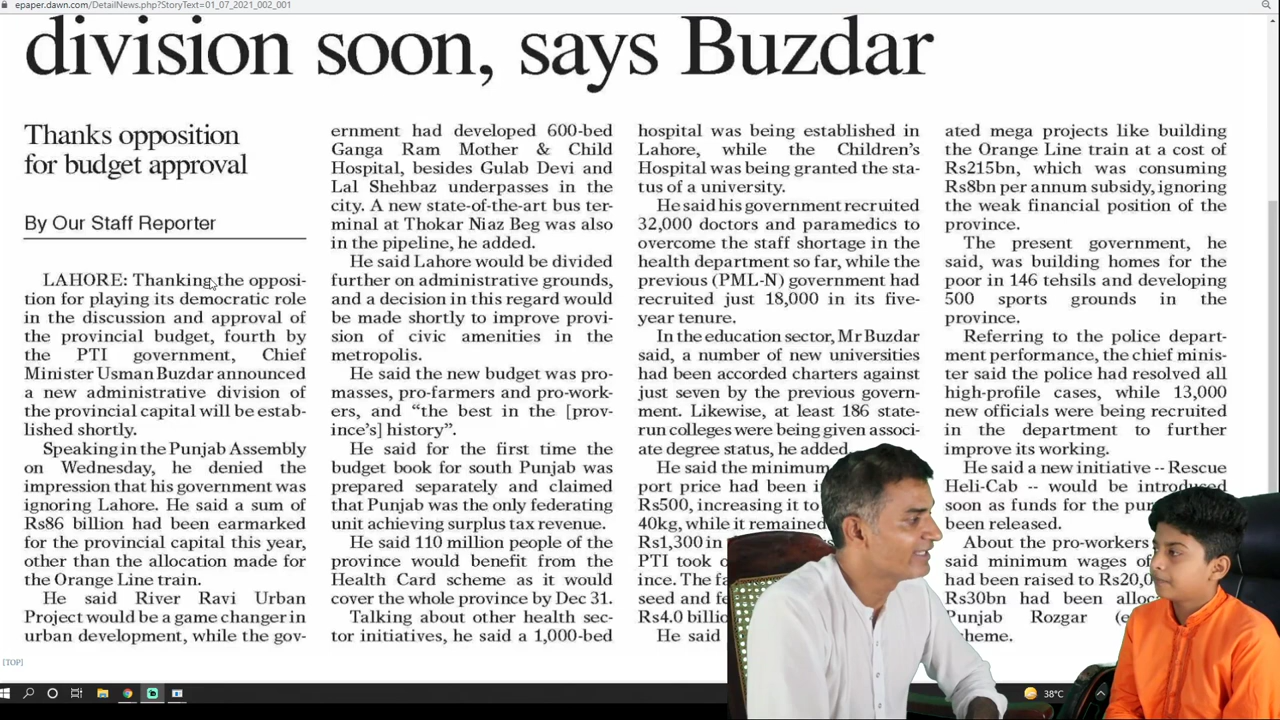 epaper.dawn.com/DetailNews.php?StoryText=01_07_2021_002_001
division soon, says Buzdar
Thanks opposition
for budget approval
By Our Staff Reporter
LAHORE: Thanking the opposi-
tion for playing its democratic role
in the discussion and approval of
the provincial budget, fourth by
the PTI government, Chief
Minister Usman Buzdar announced
a new administrative division of
the provincial capital will be estab-
lished shortly.
Speaking in the Punjab Assembly
on Wednesday, he denied the
impression that his government was
ignoring Lahore. He said a sum of
Rs86 billion had been earmarked
for the provincial capital this year,
other than the allocation made for
the Orange Line train.
He said River Ravi Urban
Project would be a game changer in
urban development, while the gov-
ernment had developed 600-bed
Ganga Ram Mother & Child
Hospital, besides Gulab Devi and
Lal Shehbaz underpasses in the
city. A new state-of-the-art bus ter-
minal at Thokar Niaz Beg was also
in the pipeline, he added.
He said Lahore would be divided
further on administrative grounds,
and a decision in this regard would
be made shortly to improve provi-
sion of civic amenities in the
metropolis.
He said the new budget was pro-
masses, pro-farmers and pro-work-
ers, and “the best in the [prov-
ince’s] history”.
He said for the first time the
budget book for south Punjab was
prepared separately and claimed
that Punjab was the only federating
unit achieving surplus tax revenue.
He said 110 million people of the
province would benefit from the
Health Card scheme as it would
cover the whole province by Dec 31.
Talking about other health sec-
tor initiatives, he said a 1,000-bed
hospital was being established in
Lahore, while the Children’s
Hospital was being granted the sta-
tus of a university.
He said his government recruited
32,000 doctors and paramedics to
overcome the staff shortage in the
health department so far, while the
previous (PML-N) government had
recruited just 18,000 in its five-
year tenure.
In the education sector, Mr Buzdar
said, a number of new universities
had been accorded charters against
just seven by the previous govern-
ment. Likewise, at least 186 state-
run colleges were being given associ-
ate degree status, he added.
He said the minimum
port price had been
Rs500, increasing it to
40kg, while it remained
Rs1,300 in
PTI took
ince. The
seed and
Rs4.0
He said
ated mega projects like building
the Orange Line train at a cost of
Rs215bn, which was consuming
Rs8bn per annum subsidy, ignoring
the weak financial position of the
province.
The present government, he
said, was building homes for the
poor in 146 tehsils and developing
500 sports grounds in the
province.
Referring to the police depart-
ment performance, the chief minis-
ter said the police had resolved all
high-profile cases, while 13,000
new officials were being recruited
in the department to further
improve its working.
He said a new initiative -- Rescue
Heli-Cab -- would be introduced
soon as funds for the
been released.
About the pro-workers
said minimum wages of
had been raised to
Rs30bn had been
Punjab Rozgar
[TOP]
38°C